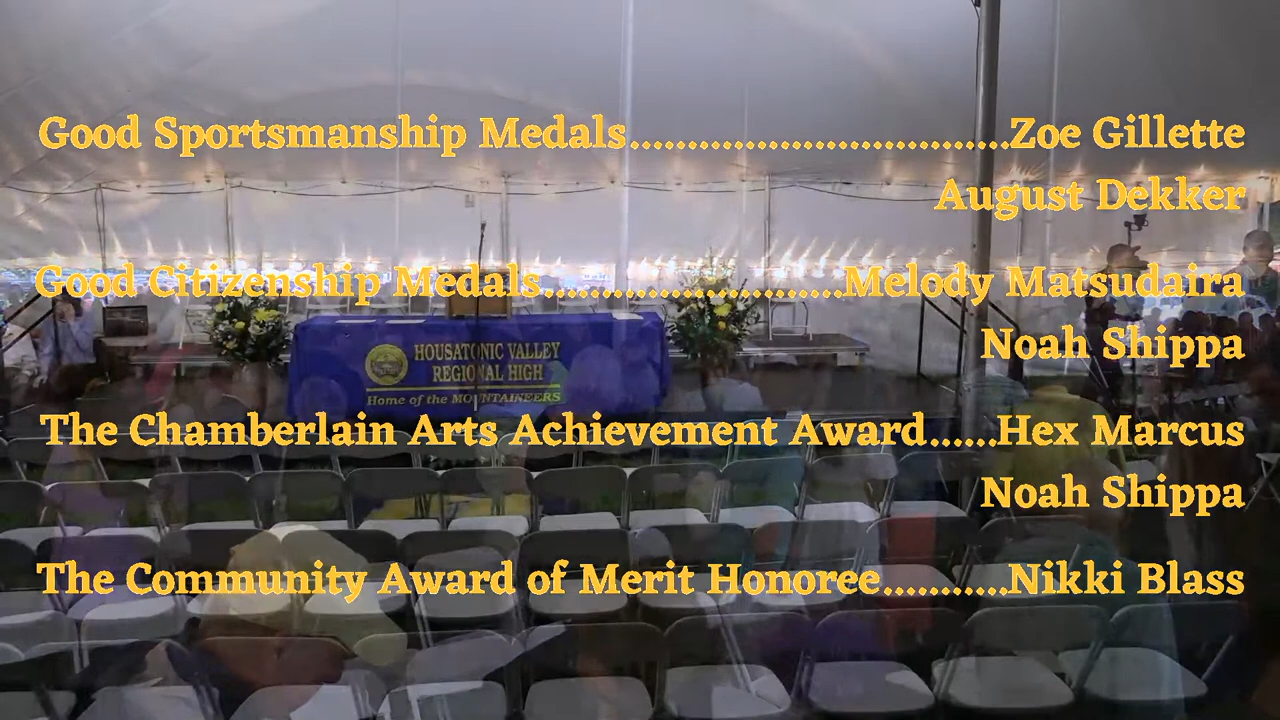 Good Sportsmanship Medals.................................Zoe Gillette
August Dekker
Good Citizenship Medals..........................Melody Matsudaira
Noah Shippa
The Chamberlain Arts Achievement Award......Hex Marcus
Noah Shippa
The Community Award of Merit Honoree...........Nikki Blass
HOUSATONIC VALLEY
REGIONAL HIGH
Home of the MOUNTAINEERS